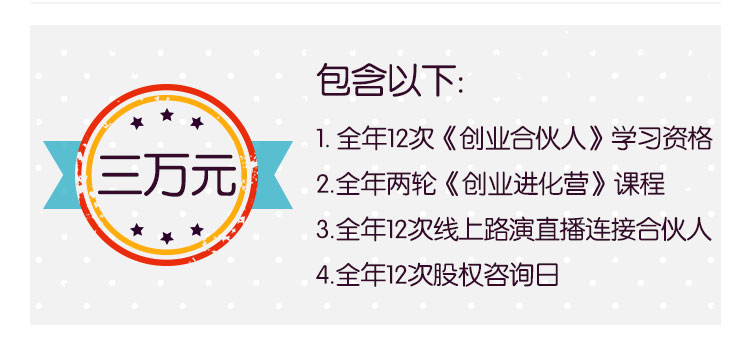 三万元
包含以下:
1. 全年12次《创业合伙人》学习资格
2.全年两轮《创业进化营》课程
3.全年12次线上路演直播连接合伙人
4.全年12次股权咨询日